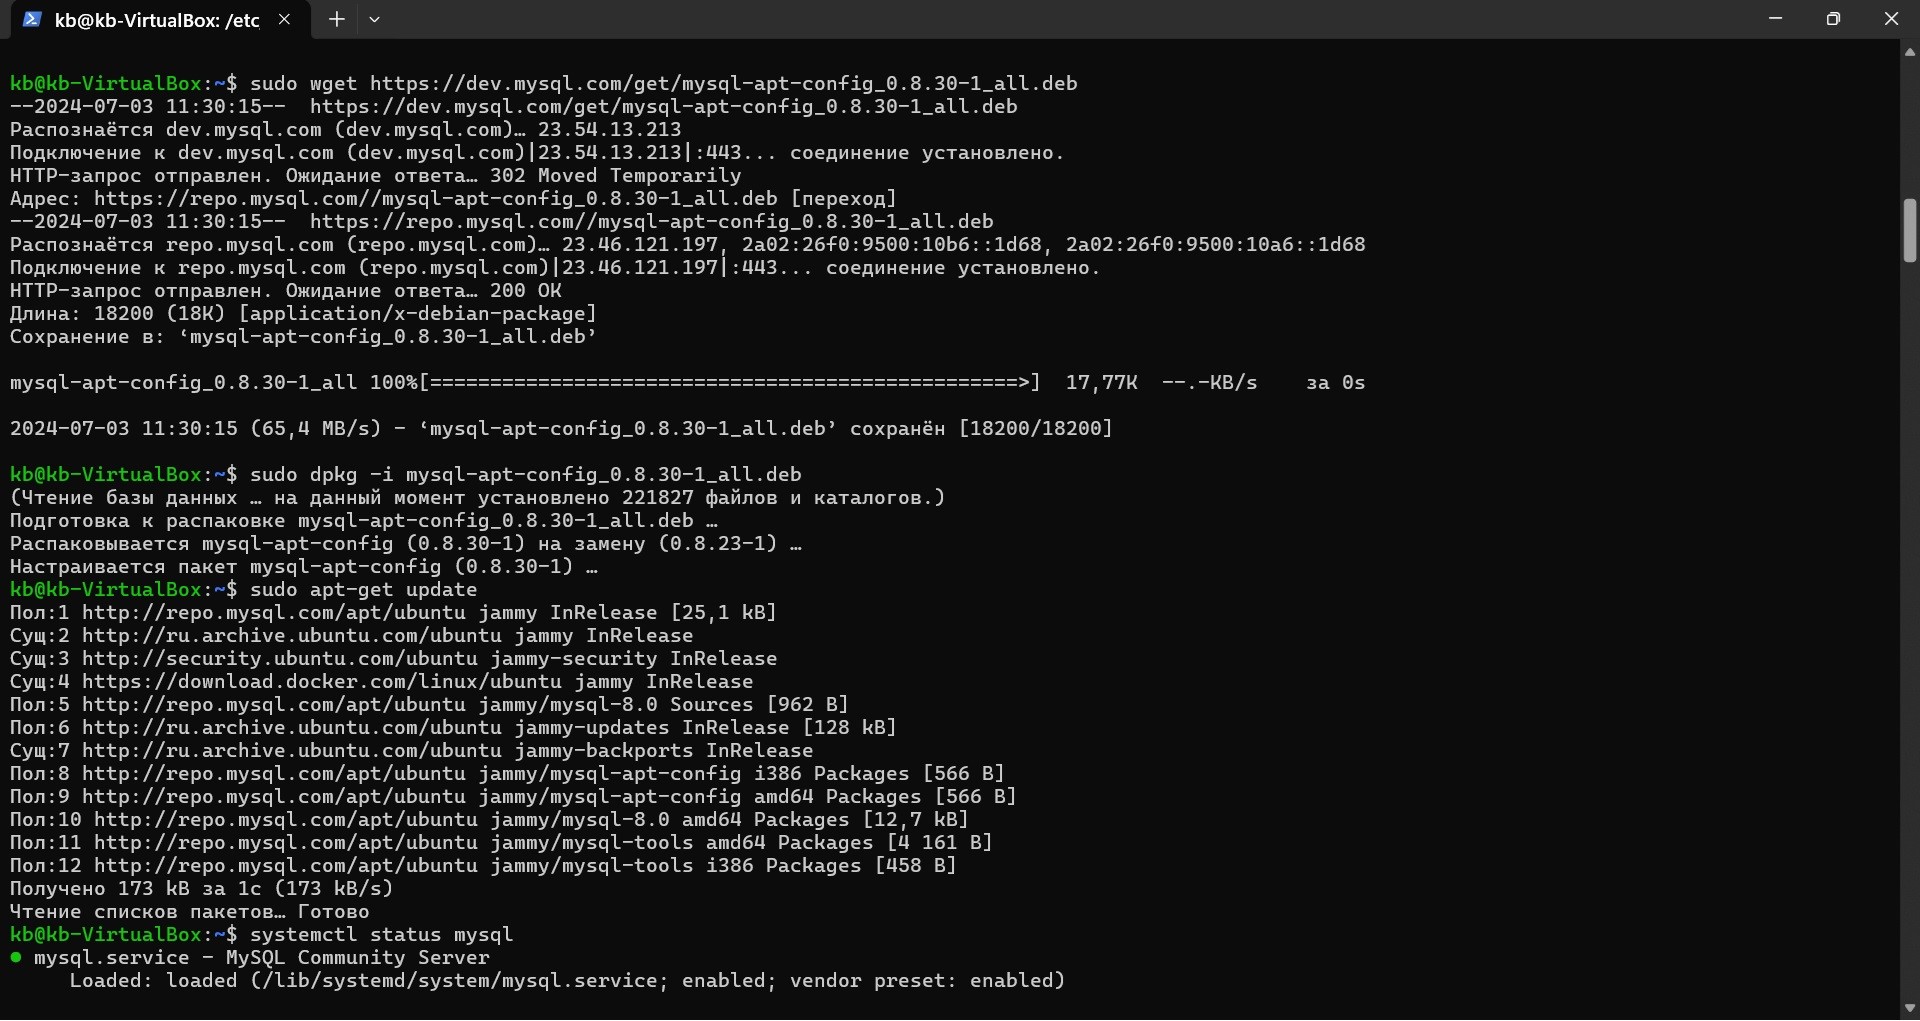 kb@kb-VirtualBox: /etc
kb@kb-VirtualBox:~$ sudo wget https://dev.mysql.com/get/mysql-apt-config_0.8.30-1_all.deb
--2024-07-03 11:30:15--  https://dev.mysql.com/get/mysql-apt-config_0.8.30-1_all.deb
Распознаётся dev.mysql.com (dev.mysql.com)… 23.54.13.213
Подключение к dev.mysql.com (dev.mysql.com)|23.54.13.213|:443... соединение установлено.
HTTP-запрос отправлен. Ожидание ответа… 302 Moved Temporarily
Адрес: https://repo.mysql.com//mysql-apt-config_0.8.30-1_all.deb [переход]
--2024-07-03 11:30:15--  https://repo.mysql.com//mysql-apt-config_0.8.30-1_all.deb
Распознаётся repo.mysql.com (repo.mysql.com)… 23.46.121.197, 2a02:26f0:9500:10b6::1d68, 2a02:26f0:9500:10a6::1d68
Подключение к repo.mysql.com (repo.mysql.com)|23.46.121.197|:443... соединение установлено.
HTTP-запрос отправлен. Ожидание ответа… 200 OK
Длина: 18200 (18K) [application/x-debian-package]
Сохранение в: ‘mysql-apt-config_0.8.30-1_all.deb’
mysql-apt-config_0.8.30-1_all 100%[=================================================>]  17,77K  --.-KB/s    за 0s
2024-07-03 11:30:15 (65,4 MB/s) - ‘mysql-apt-config_0.8.30-1_all.deb’ сохранён [18200/18200]
kb@kb-VirtualBox:~$ sudo dpkg -i mysql-apt-config_0.8.30-1_all.deb
(Чтение базы данных … на данный момент установлено 221827 файлов и каталогов.)
Подготовка к распаковке mysql-apt-config_0.8.30-1_all.deb …
Распаковывается mysql-apt-config (0.8.30-1) на замену (0.8.23-1) …
Настраивается пакет mysql-apt-config (0.8.30-1) …
kb@kb-VirtualBox:~$ sudo apt-get update
Пол:1 http://repo.mysql.com/apt/ubuntu jammy InRelease [25,1 kB]
Сущ:2 http://ru.archive.ubuntu.com/ubuntu jammy InRelease
Сущ:3 http://security.ubuntu.com/ubuntu jammy-security InRelease
Сущ:4 https://download.docker.com/linux/ubuntu jammy InRelease
Пол:5 http://repo.mysql.com/apt/ubuntu jammy/mysql-8.0 Sources [962 B]
Пол:6 http://ru.archive.ubuntu.com/ubuntu jammy-updates InRelease [128 kB]
Сущ:7 http://ru.archive.ubuntu.com/ubuntu jammy-backports InRelease
Пол:8 http://repo.mysql.com/apt/ubuntu jammy/mysql-apt-config i386 Packages [566 B]
Пол:9 http://repo.mysql.com/apt/ubuntu jammy/mysql-apt-config amd64 Packages [566 B]
Пол:10 http://repo.mysql.com/apt/ubuntu jammy/mysql-8.0 amd64 Packages [12,7 kB]
Пол:11 http://repo.mysql.com/apt/ubuntu jammy/mysql-tools amd64 Packages [4 161 B]
Пол:12 http://repo.mysql.com/apt/ubuntu jammy/mysql-tools i386 Packages [458 B]
Получено 173 kB за 1с (173 kB/s)
Чтение списков пакетов… Готово
kb@kb-VirtualBox:~$ systemctl status mysql
● mysql.service - MySQL Community Server
     Loaded: loaded (/lib/systemd/system/mysql.service; enabled; vendor preset: enabled)